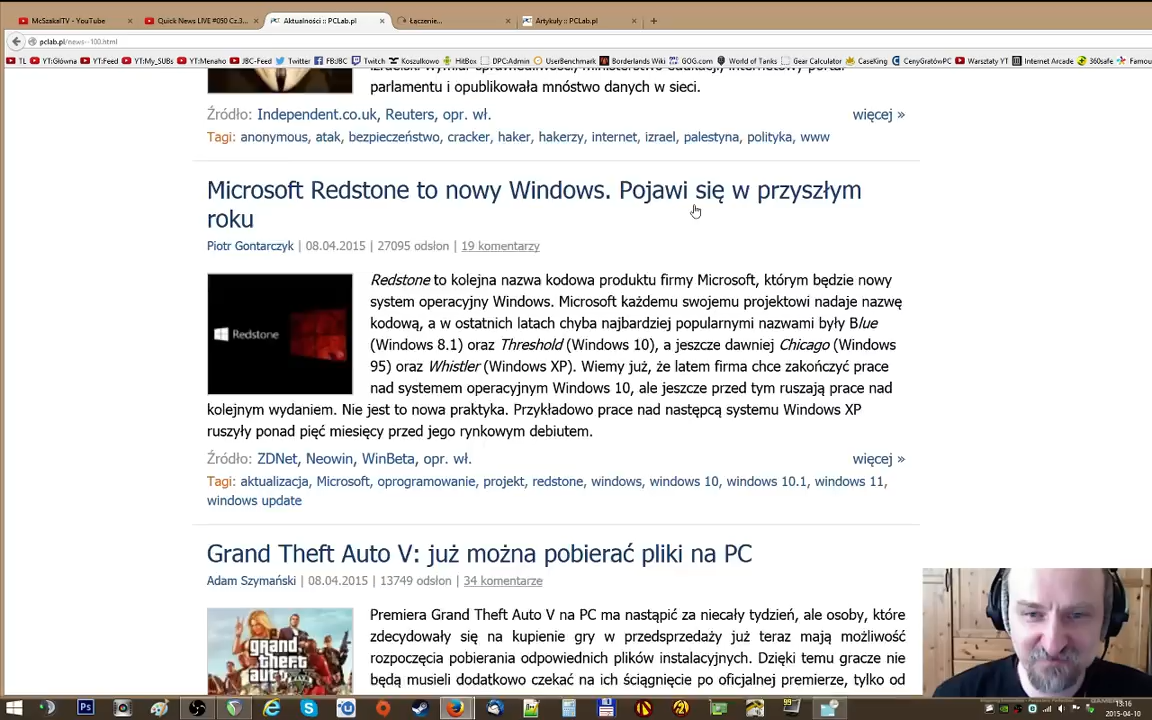 McSzakalTV - YouTube
Quick News LIVE #050 Cz.3...
Aktualności :: PCLab.pl
Łączenie...
Artykuły :: PCLab.pl
pclab.pl/news--100.html
TL YT:Główna YT:Feed YT:My_SUBs YT:Menaho JBC-Feed Twitter FBJBC Twitch Koszulkowo HitBox DPC:Admin UserBenchmark Borderlands Wiki GOG.com World of Tanks Gear Calculator CaseKing CenyGratówPC Warsztaty YT Internet Arcade 360safe Famou
parlamentu i opublikowała mnóstwo danych w sieci.
Źródło: Independent.co.uk, Reuters, opr. wł.
więcej »
Tagi: anonymous, atak, bezpieczeństwo, cracker, haker, hakerzy, internet, izrael, palestyna, polityka, www
Microsoft Redstone to nowy Windows. Pojawi się w przyszłym
roku
Piotr Gontarczyk | 08.04.2015 | 27095 odsłon | 19 komentarzy
Redstone
Redstone to kolejna nazwa kodowa produktu firmy Microsoft, którym będzie nowy
system operacyjny Windows. Microsoft każdemu swojemu projektowi nadaje nazwę
kodową, a w ostatnich latach chyba najbardziej popularnymi nazwami były Blue
(Windows 8.1) oraz Threshold (Windows 10), a jeszcze dawniej Chicago (Windows
95) oraz Whistler (Windows XP). Wiemy już, że latem firma chce zakończyć prace
nad systemem operacyjnym Windows 10, ale jeszcze przed tym ruszają prace nad
kolejnym wydaniem. Nie jest to nowa praktyka. Przykładowo prace nad następcą systemu Windows XP
ruszyły ponad pięć miesięcy przed jego rynkowym debiutem.
Źródło: ZDNet, Neowin, WinBeta, opr. wł.
więcej »
Tagi: aktualizacja, Microsoft, oprogramowanie, projekt, redstone, windows, windows 10, windows 10.1, windows 11,
windows update
Grand Theft Auto V: już można pobierać pliki na PC
Adam Szymański | 08.04.2015 | 13749 odsłon | 34 komentarze
grand
theft
auto
Premiera Grand Theft Auto V na PC ma nastąpić za niecały tydzień, ale osoby, które
zdecydowały się na kupienie gry w przedsprzedaży już teraz mają możliwość
rozpoczęcia pobierania odpowiednich plików instalacyjnych. Dzięki temu gracze nie
będą musieli dodatkowo czekać na ich ściągnięcie po oficjalnej premierze, tylko od
13:16
2015-04-10